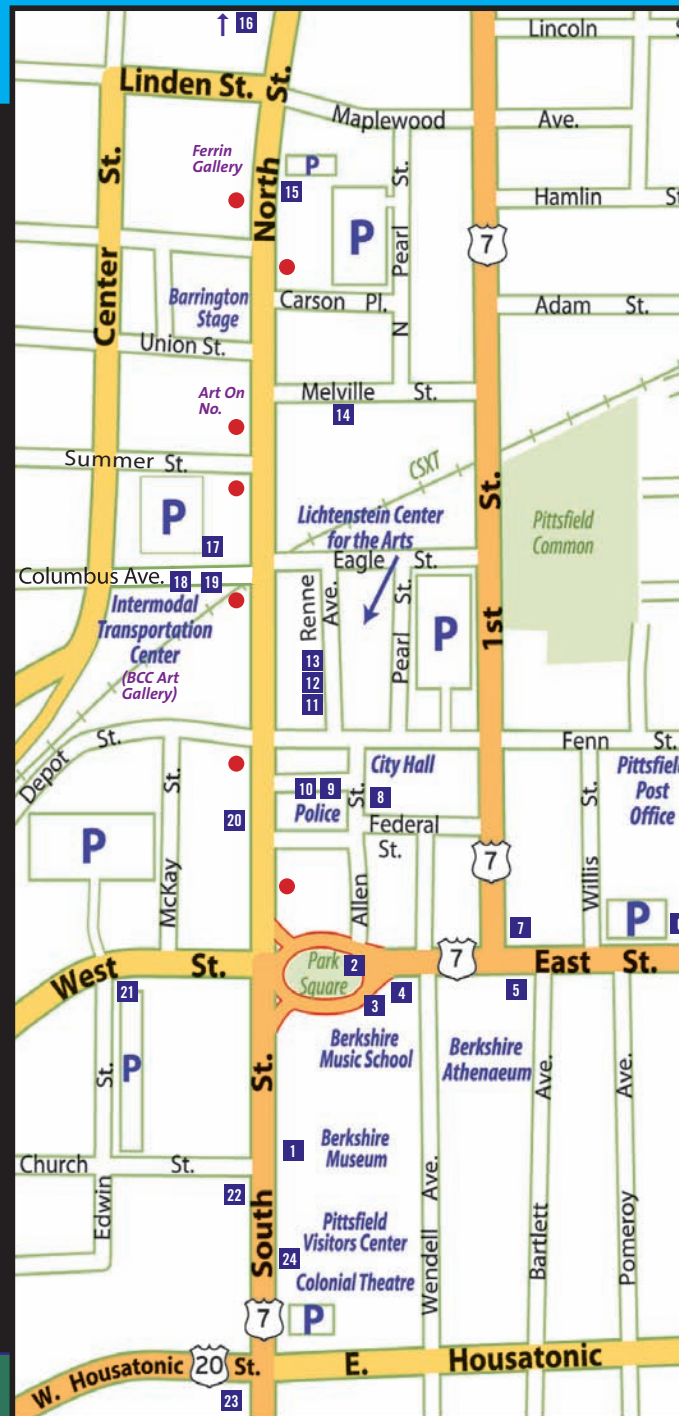 ↑ 16
Lincoln
Linden St.
North St.
Maplewood Ave.
Ferrin
Gallery
P
15
Center St.
Hamlin St
P
N Pearl St.
7
Barrington
Stage
Carson Pl.
Adam St.
Union St.
Art On
No.
Melville St.
14
CSXT
Summer St.
P
17
Lichtenstein Center
for the Arts
Pittsfield
Common
1st St.
Eagle St.
Columbus Ave.
18
19
Renne Ave.
Pearl St.
P
Intermodal
Transportation
Center
(BCC Art
Gallery)
13
12
11
Depot St.
Fenn St.
City Hall
Pittsfiel
Post
Office
McKay St.
10
9
8
Police
Allen St.
20
Federal
St.
P
7
Willis St.
P
7
West St.
Park
Square
2
7
East St.
21
3
4
5
P
Berkshire
Music School
Berkshire
Athenaeum
Edwin St.
South St.
1
Berkshire
Museum
Church St.
22
Wendell Ave.
Bartlett Ave.
Pomeroy Ave.
Pittsfield
Visitors Center
24
Colonial Theatre
7
P
W. Housatonic 20 St.
E. Housatonic
23